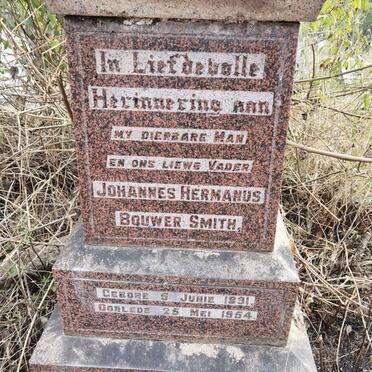 In Liefdevolle
Herinnering aan
MY DIERBARE MAN
EN ONS LIEWE VADER
JOHANNES HERMANUS
BOUWER SMITH.
GEBORE 6 JUNIE 1891
OORLEDE 25 MEI 1954